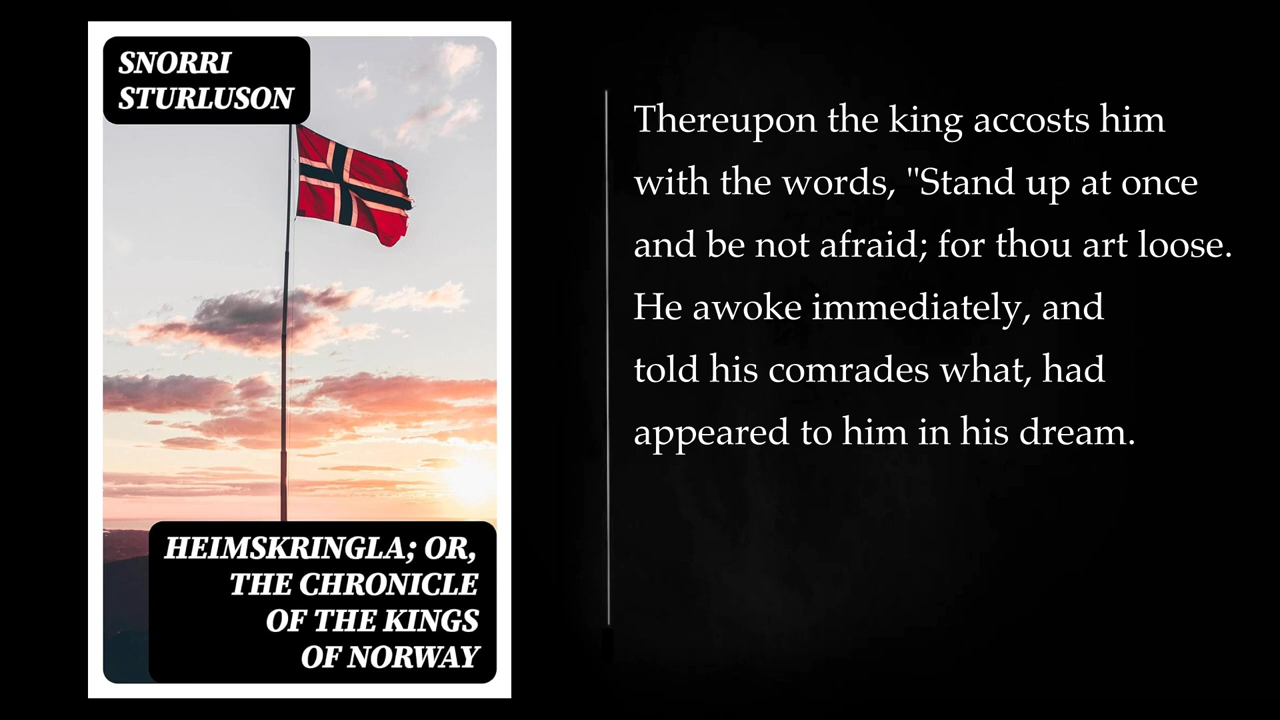 SNORRI
STURLUSON
HEIMSKRINGLA; OR,
THE CHRONICLE
OF THE KINGS
OF NORWAY
Thereupon the king accosts him
with the words, "Stand up at once
and be not afraid; for thou art loose.
He awoke immediately, and
told his comrades what, had
appeared to him in his dream.